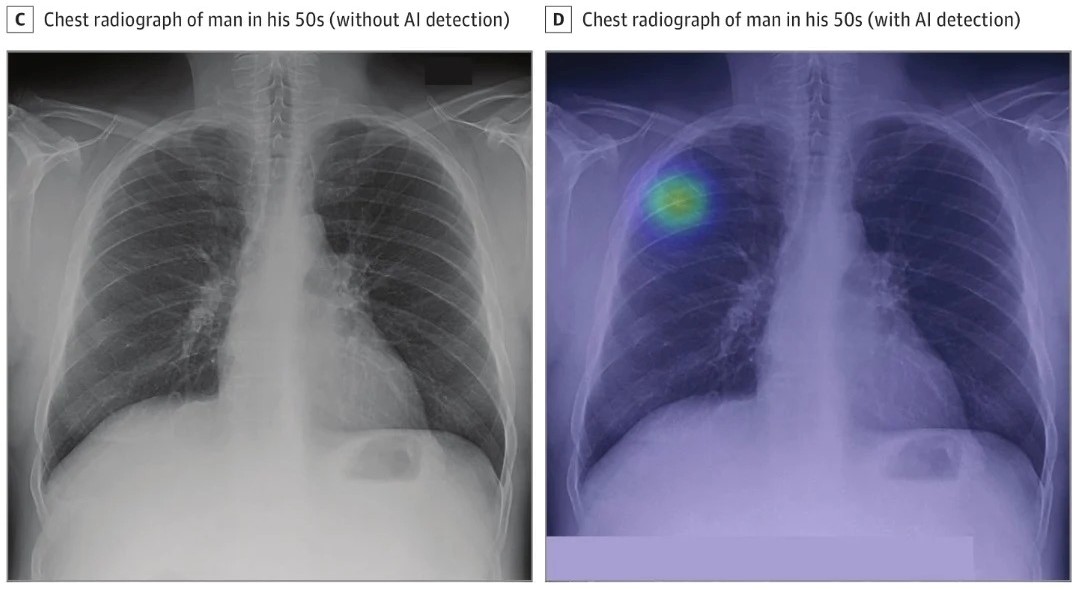 C Chest radiograph of man in his 50s (without AI detection)
D Chest radiograph of man in his 50s (with AI detection)